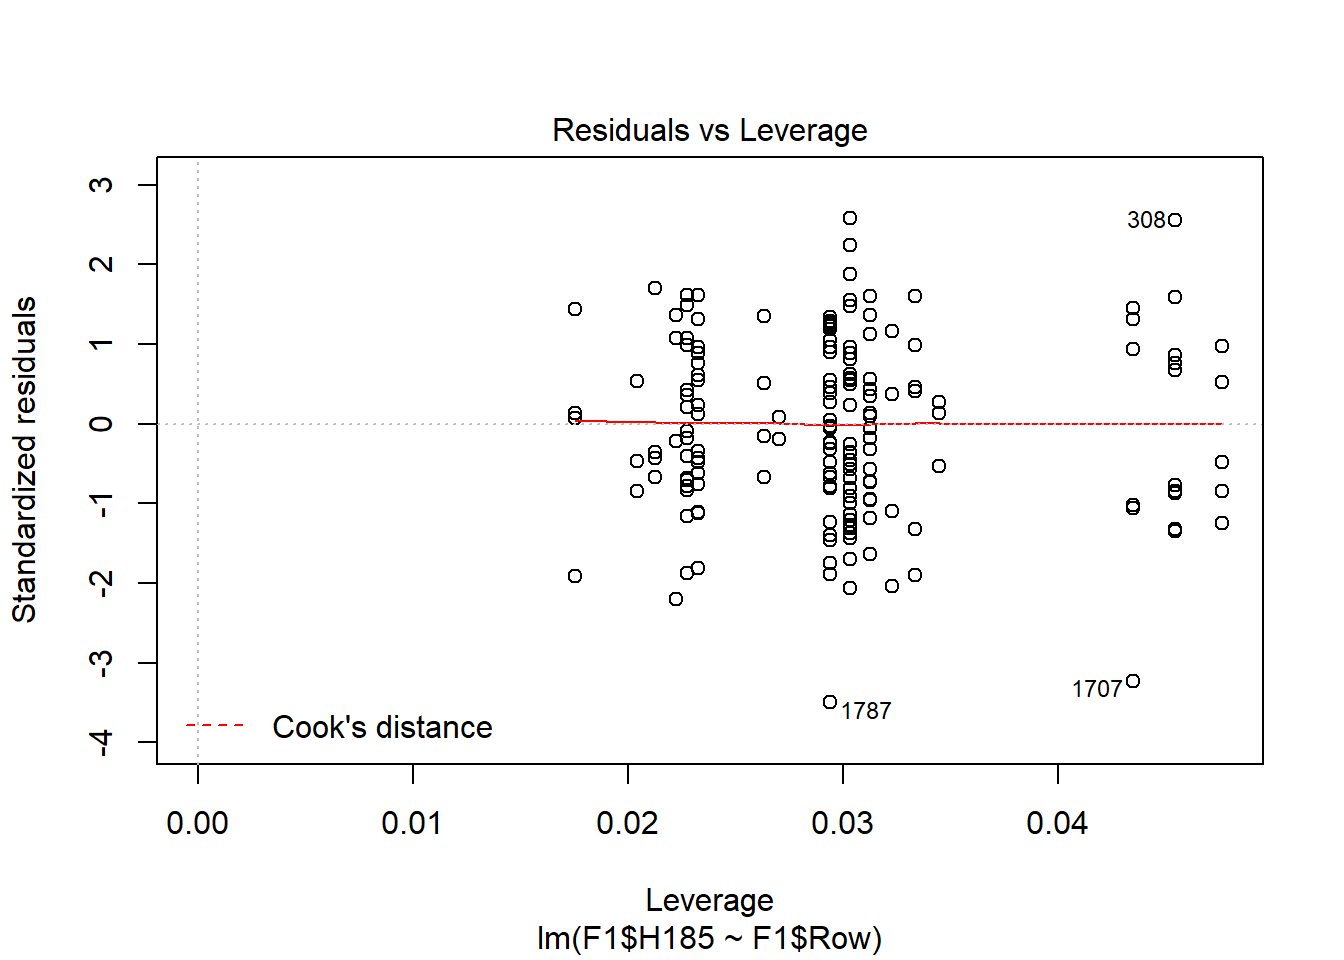 Residuals vs Leverage
Standardized residuals
3
2
1
0
-1
-2
-3
-4
308
1707
1787
Cook's distance
0.00 0.01 0.02 0.03 0.04
Leverage
lm(F1$H185 ~ F1$Row)